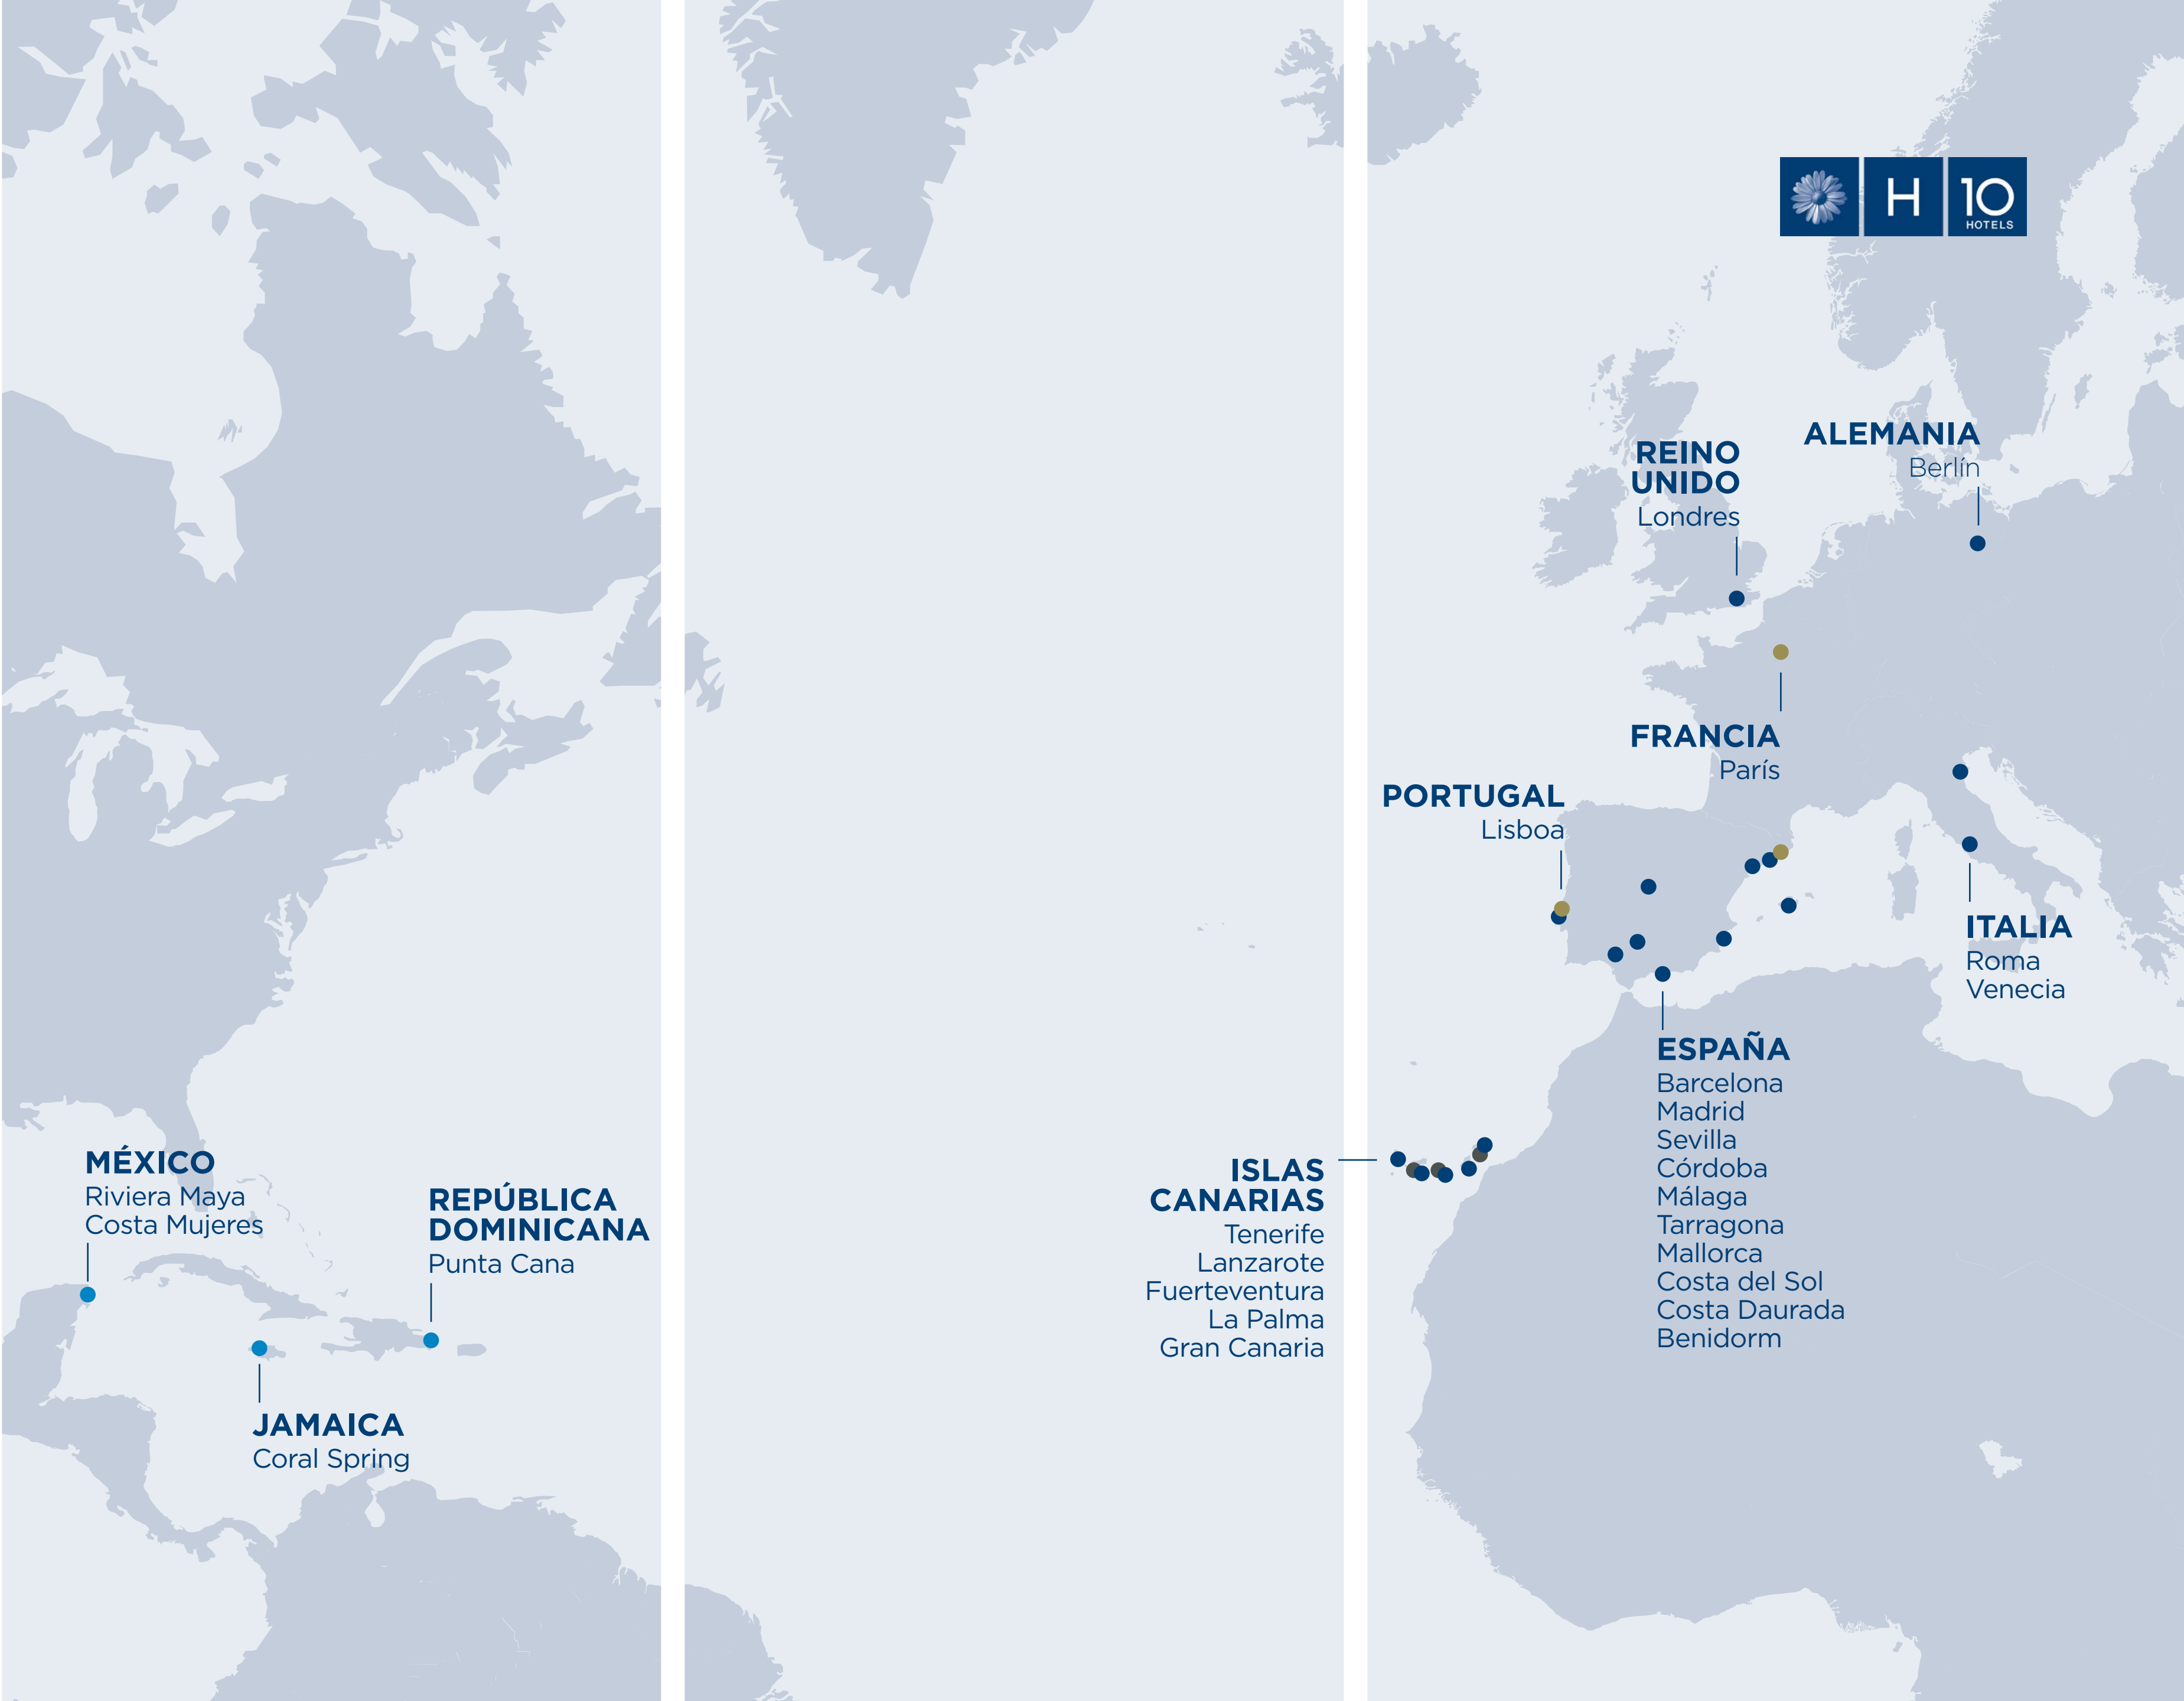 H 10
HOTELS
ALEMANIA
Berlín
REINO
UNIDO
Londres
FRANCIA
París
PORTUGAL
Lisboa
ITALIA
Roma
Venecia
ESPAÑA
Barcelona
Madrid
Sevilla
Córdoba
Málaga
Tarragona
Mallorca
Costa del Sol
Costa Daurada
Benidorm
ISLAS
CANARIAS
Tenerife
Lanzarote
Fuerteventura
La Palma
Gran Canaria
MÉXICO
Riviera Maya
Costa Mujeres
REPÚBLICA
DOMINICANA
Punta Cana
JAMAICA
Coral Spring